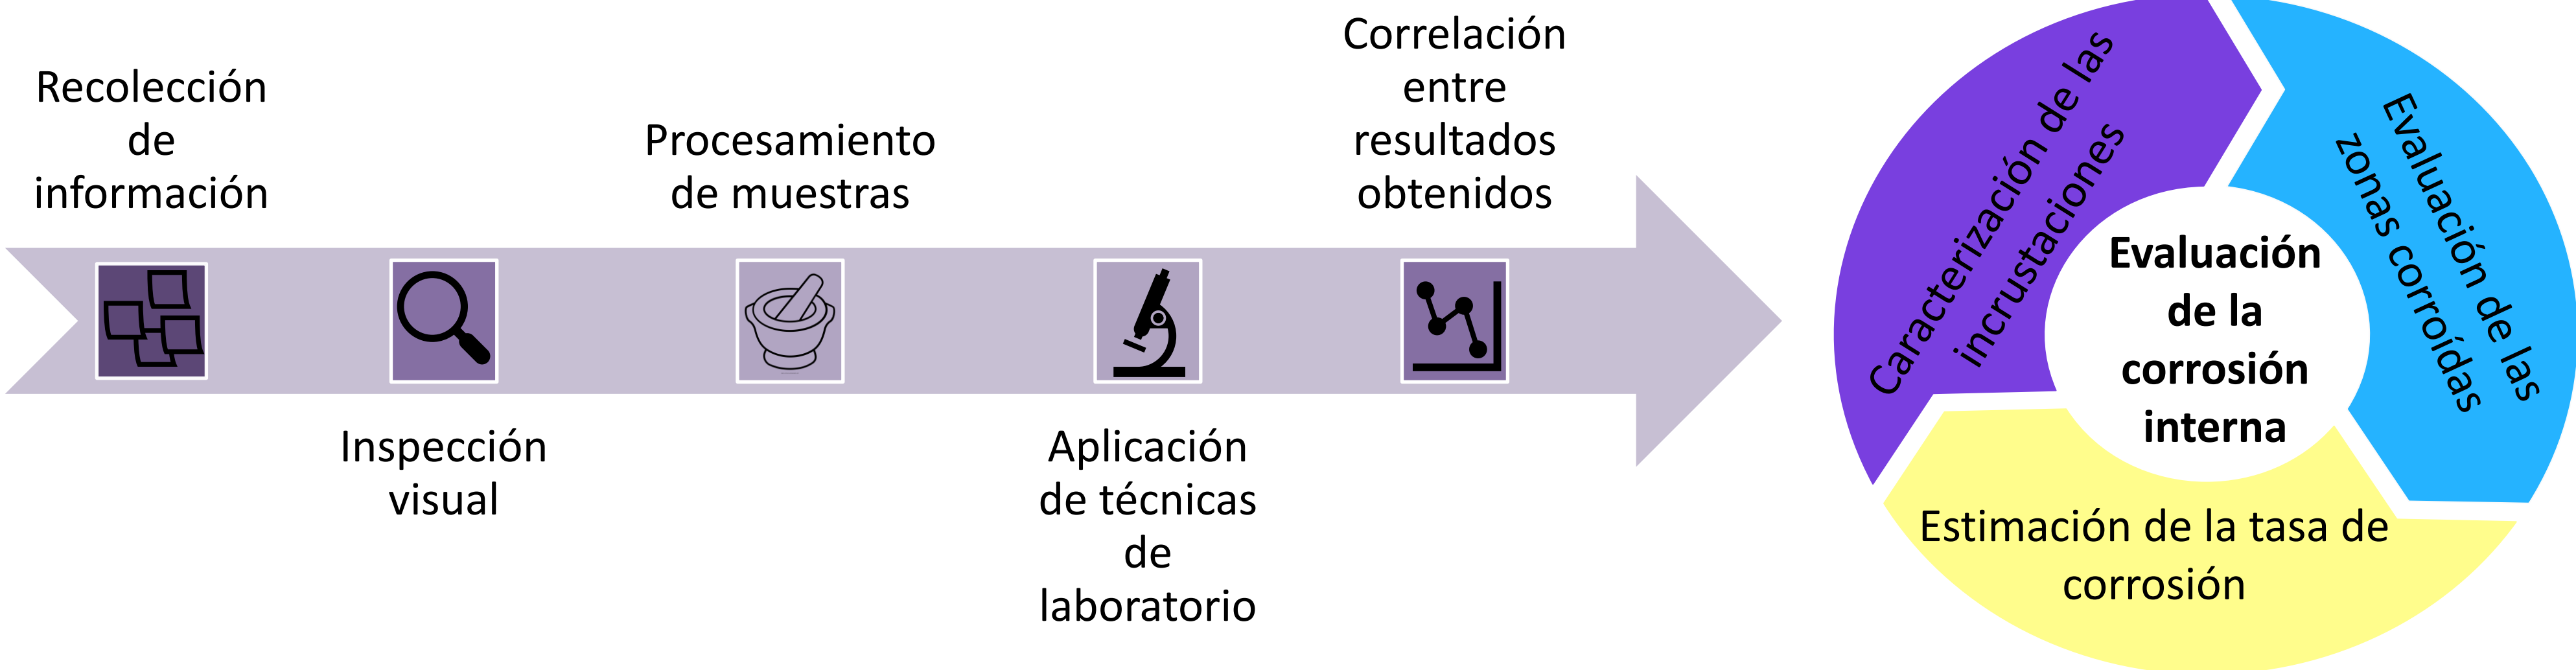 Recolección
de
información
Inspección
visual
Procesamiento
de muestras
Aplicación
de técnicas
de
laboratorio
Correlación
entre
resultados
obtenidos
Caracterización de las
incrustaciones
Evaluación de las
zonas corroídas
Estimación de la tasa de
corrosión
Evaluación
de la
corrosión
interna